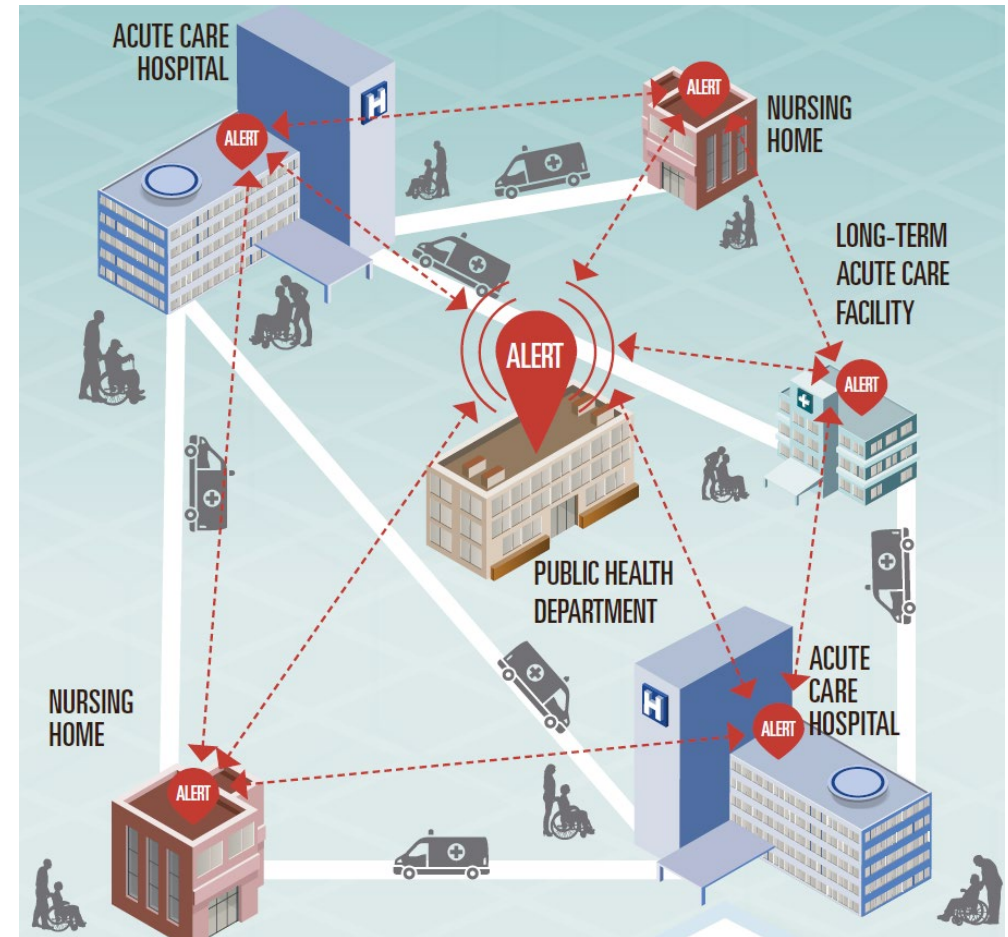 ACUTE CARE
HOSPITAL
H
ALERT
ALERT
NURSING
HOME
LONG-TERM
ACUTE CARE
FACILITY
ALERT
ALERT
PUBLIC HEALTH
DEPARTMENT
NURSING
HOME
ALERT
H
ACUTE
CARE
HOSPITAL
ALERT